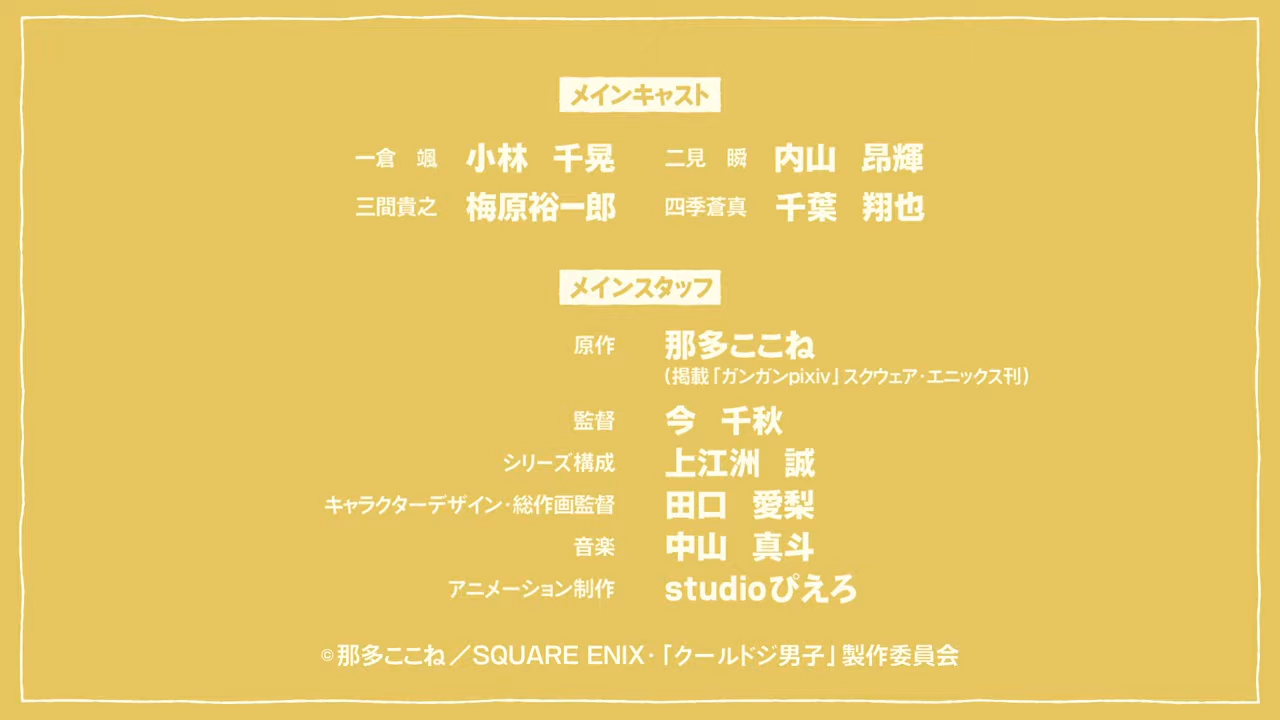 メインキャスト
一倉 颯 小林 千晃 二見 瞬 内山 昂輝
三間貴之 梅原裕一郎 四季蒼真 千葉 翔也
メインスタッフ
原作 那多ここね
(掲載「ガンガンpixiv」スクウェア・エニックス刊)
監督 今 千秋
シリーズ構成 上江洲 誠
キャラクターデザイン・総作画監督 田口 愛梨
音楽 中山 真斗
アニメーション制作 studioぴえろ
©那多ここね/SQUARE ENIX・「クールドジ男子」製作委員会